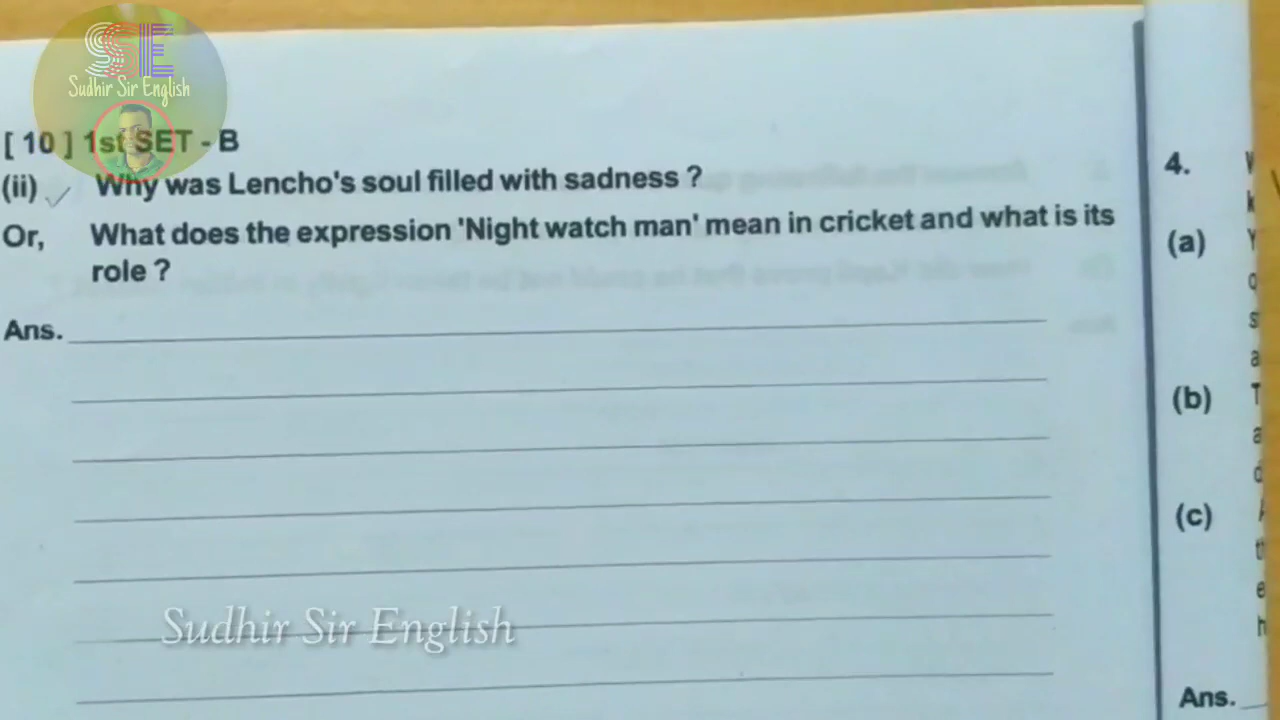 SE
Sudhir Sir English
[ 10 ] 1st SET - B
(ii) Why was Lencho's soul filled with sadness ?
Or, What does the expression 'Night watch man' mean in cricket and what is its
role ?
Ans.
Sudhir Sir English
4.
(a)
(b)
(c)
Ans.